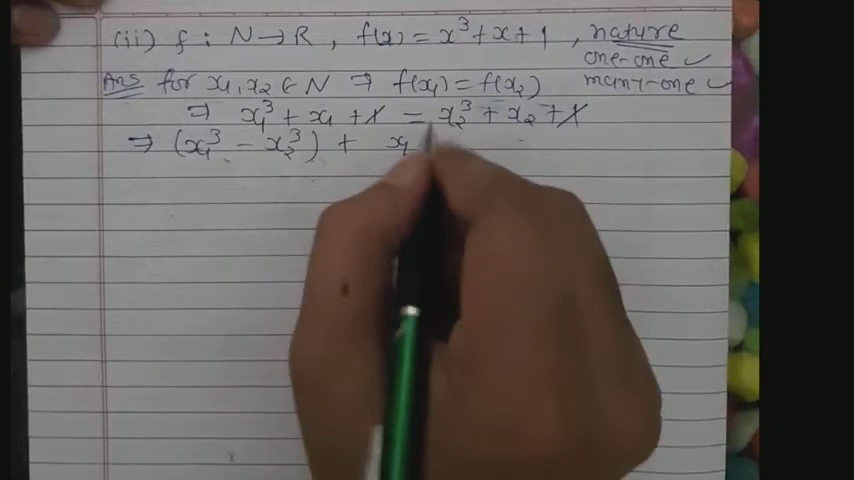 (ii) f : N → R , f(x) = x³ + x + 1 , nature
one-one ✓
Ans for x₁, x₂ ∈ N ⇒ f(x₁) = f(x₂) many-one ✓
⇒ x₁³ + x₁ + 1 = x₂³ + x₂ + 1
⇒ (x₁³ - x₂³) + x₁